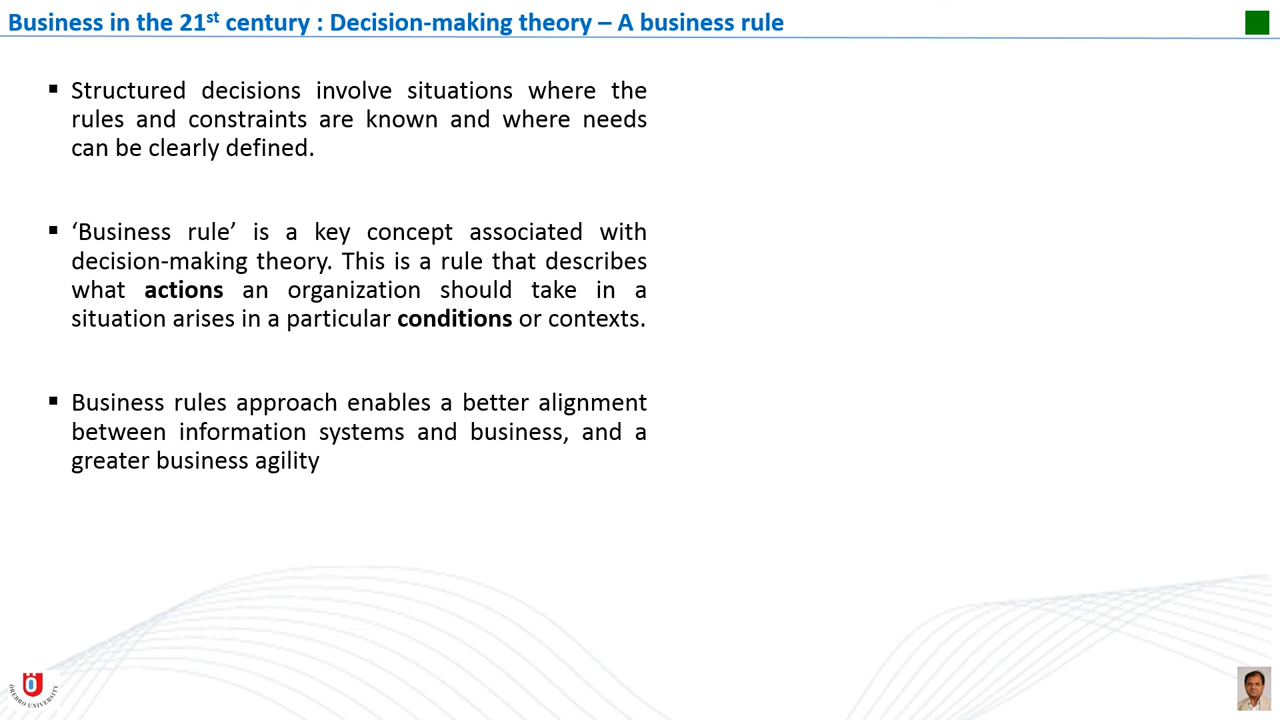 Business in the 21st century : Decision-making theory – A business rule
▪ Structured decisions involve situations where the
rules and constraints are known and where needs
can be clearly defined.
▪ ‘Business rule’ is a key concept associated with
decision-making theory. This is a rule that describes
what actions an organization should take in a
situation arises in a particular conditions or contexts.
▪ Business rules approach enables a better alignment
between information systems and business, and a
greater business agility
ÖREBRO UNIVERSITY